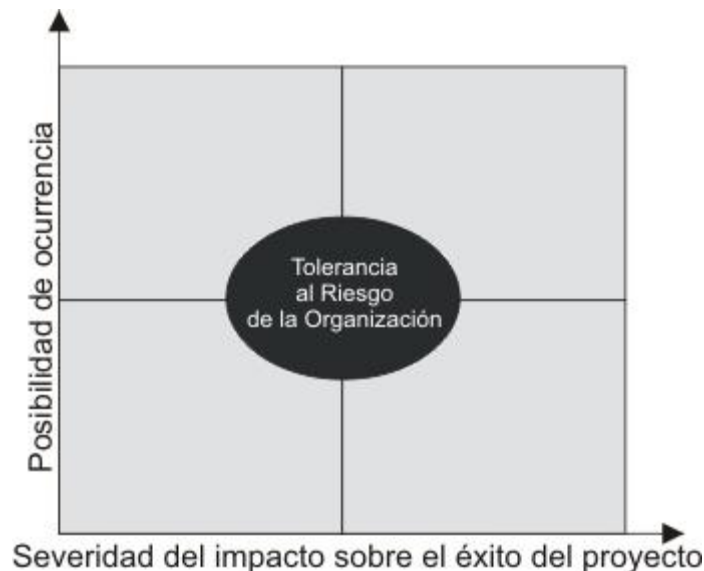 Posibilidad de ocurrencia
Tolerancia
al Riesgo
de la Organización
Severidad del impacto sobre el éxito del proyecto